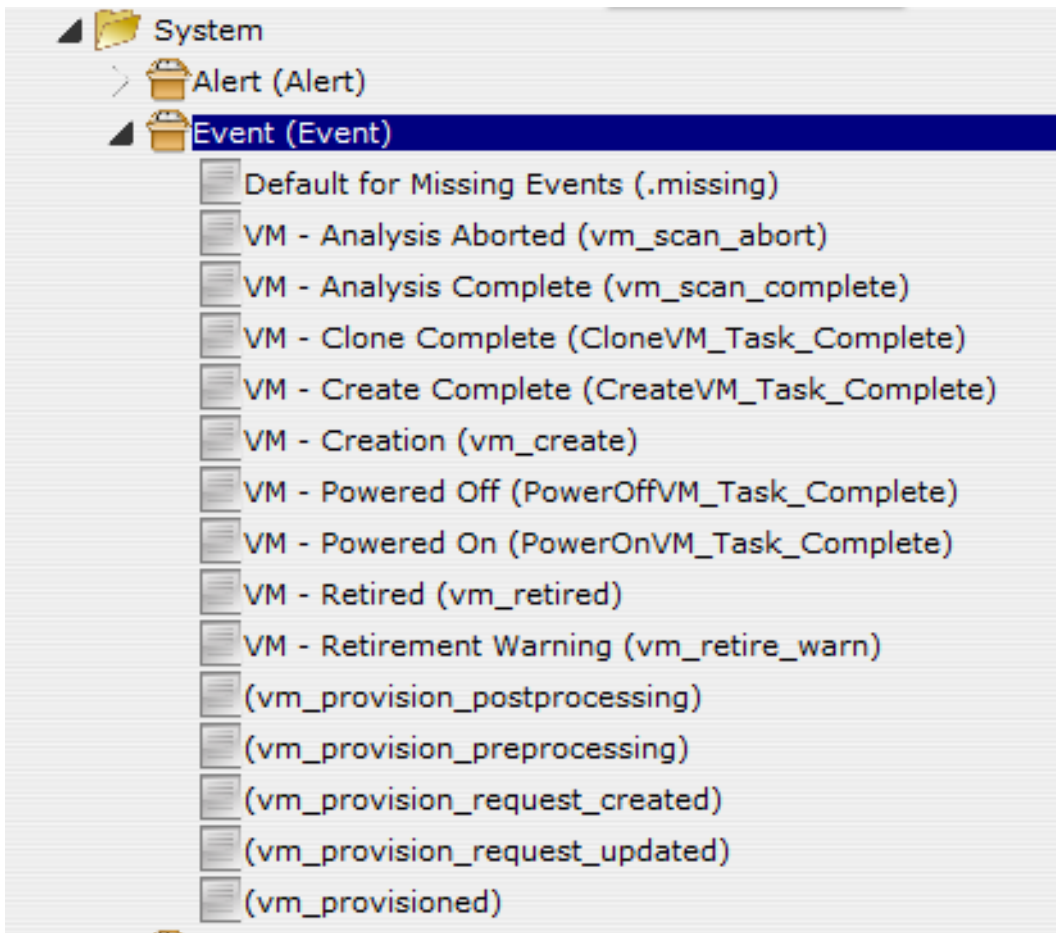 System
Alert (Alert)
Event (Event)
Default for Missing Events (.missing)
VM - Analysis Aborted (vm_scan_abort)
VM - Analysis Complete (vm_scan_complete)
VM - Clone Complete (CloneVM_Task_Complete)
VM - Create Complete (CreateVM_Task_Complete)
VM - Creation (vm_create)
VM - Powered Off (PowerOffVM_Task_Complete)
VM - Powered On (PowerOnVM_Task_Complete)
VM - Retired (vm_retired)
VM - Retirement Warning (vm_retire_warn)
(vm_provision_postprocessing)
(vm_provision_preprocessing)
(vm_provision_request_created)
(vm_provision_request_updated)
(vm_provisioned)